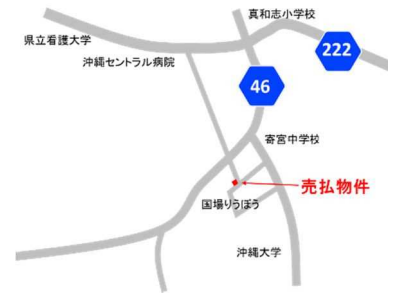 真和志小学校
県立看護大学
222
沖縄セントラル病院
46
寄宮中学校
売払物件
国場りうぼう
沖縄大学